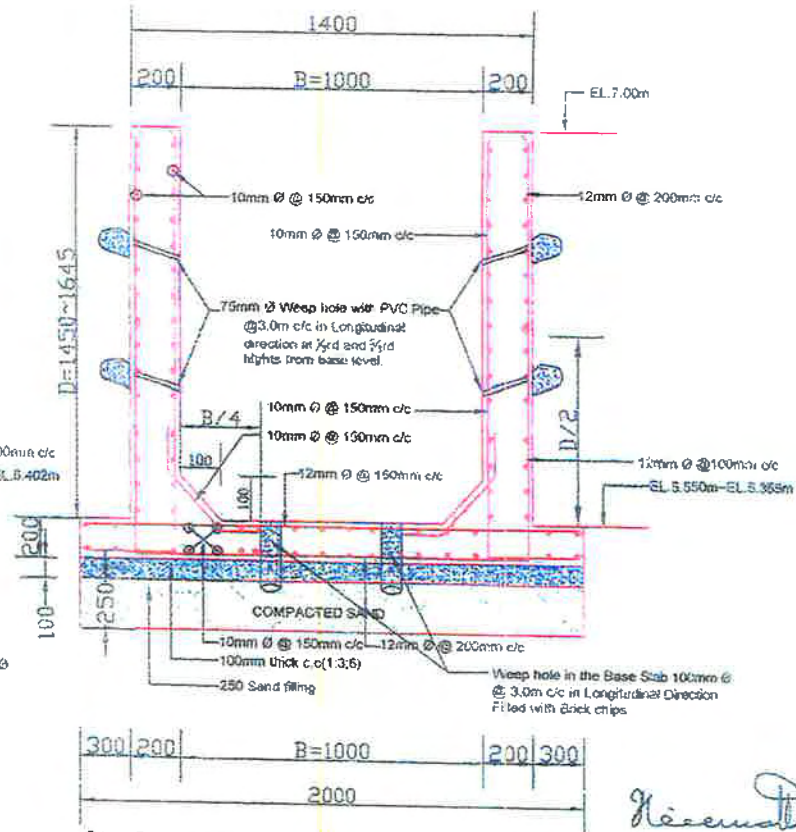 1400
200
B=1000
200
EL.7.00m
10mm Ø @ 150mm c/c
12mm Ø @ 200mm c/c
10mm Ø @ 150mm c/c
D=1450~1645
75mm Ø Weep hole with PVC Pipe
@3.0m c/c in Longitudinal
direction at ⅓rd and ⅔rd
hights from base level.
B/4
10mm Ø @ 150mm c/c
D/2
10mm Ø @ 150mm c/c
100
00mm c/c
12mm Ø @ 150mm c/c
12mm Ø @100mm c/c
100
EL.5.550m~EL.5.355m
200
100
250
COMPACTED SAND
10mm Ø @ 150mm c/c
12mm Ø @ 200mm c/c
100mm thick c.c(1:3:6)
Weep hole in the Base Slab 100mm Ø
Ø
250 Sand filling
@ 3.0m c/c in Longitudinal Direction
Filled with Brick chips
300
200
B=1000
200
300
2000